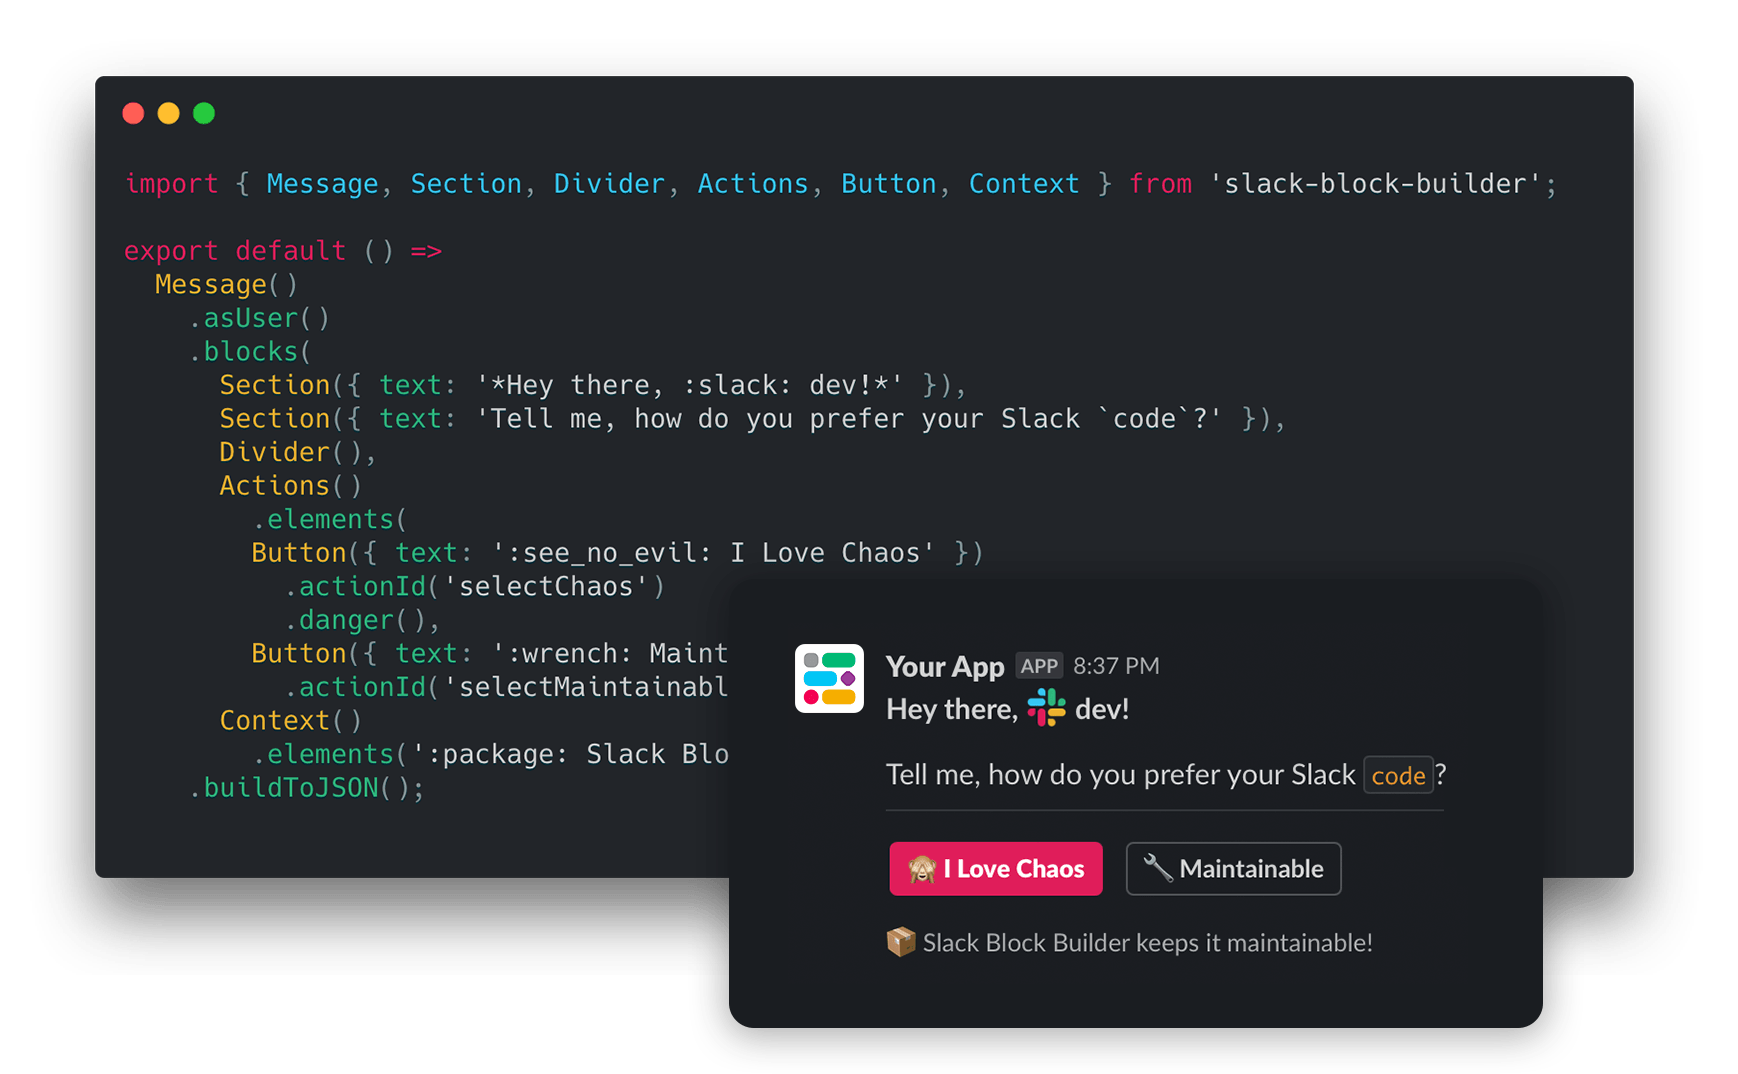 import { Message, Section, Divider, Actions, Button, Context } from 'slack-block-builder';
export default () =>
Message()
.asUser()
.blocks(
Section({ text: '*Hey there, :slack: dev!*' }),
Section({ text: 'Tell me, how do you prefer your Slack `code`?' }),
Divider(),
Actions()
.elements(
Button({ text: ':see_no_evil: I Love Chaos' })
.actionId('selectChaos')
.danger(),
Button({ text: ':wrench: Maint
.actionId('selectMaintainabl
Context()
.elements(':package: Slack Blo
.buildToJSON();
Your App APP 8:37 PM
Hey there, dev!
Tell me, how do you prefer your Slack code?
I Love Chaos Maintainable
Slack Block Builder keeps it maintainable!